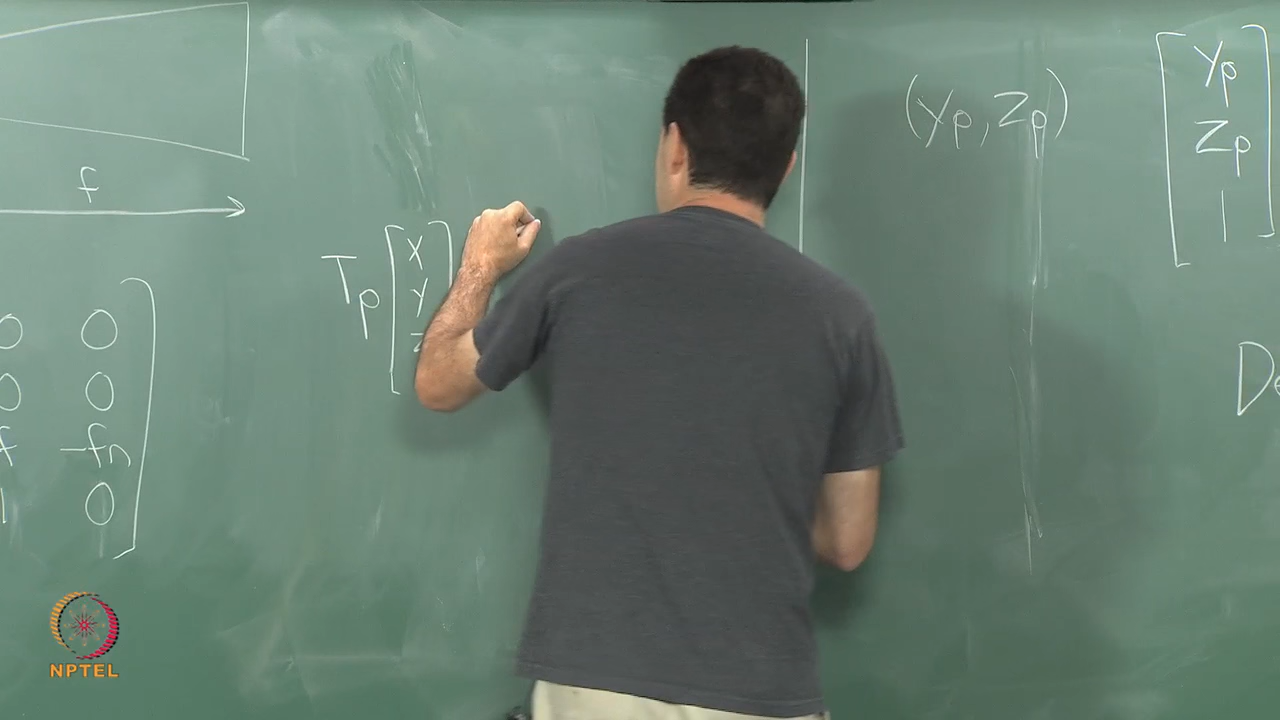 f
0 0
0 0
f -fn
1 0
Tp [ x
y
z
(yp, zp)
[ yp
zp
1 ]
De
NPTEL